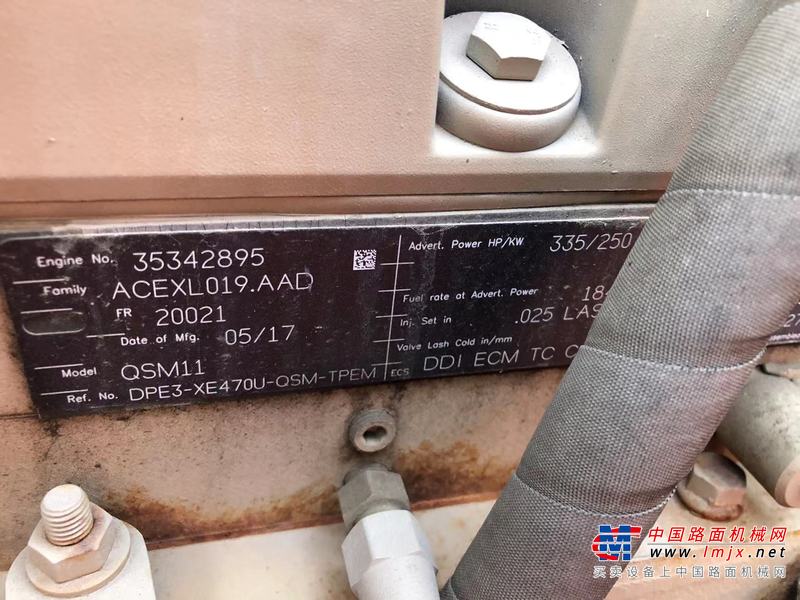 Engine No. 35342895
Family ACEXL019.AAD
FR 20021
Date of Mfg. 05/17
Model QSM11
Ref. No. DPE3-XE470U-QSM-TPEM
Advert. Power HP/KW 335/250
Fuel rate at Advert. Power 18
Inj. Set in .025 LAS
Valve Lash Cold in/mm
ECS DDI ECM TC C
27
中国路面机械网
www.lmjx.net
买卖设备上中国路面机械网